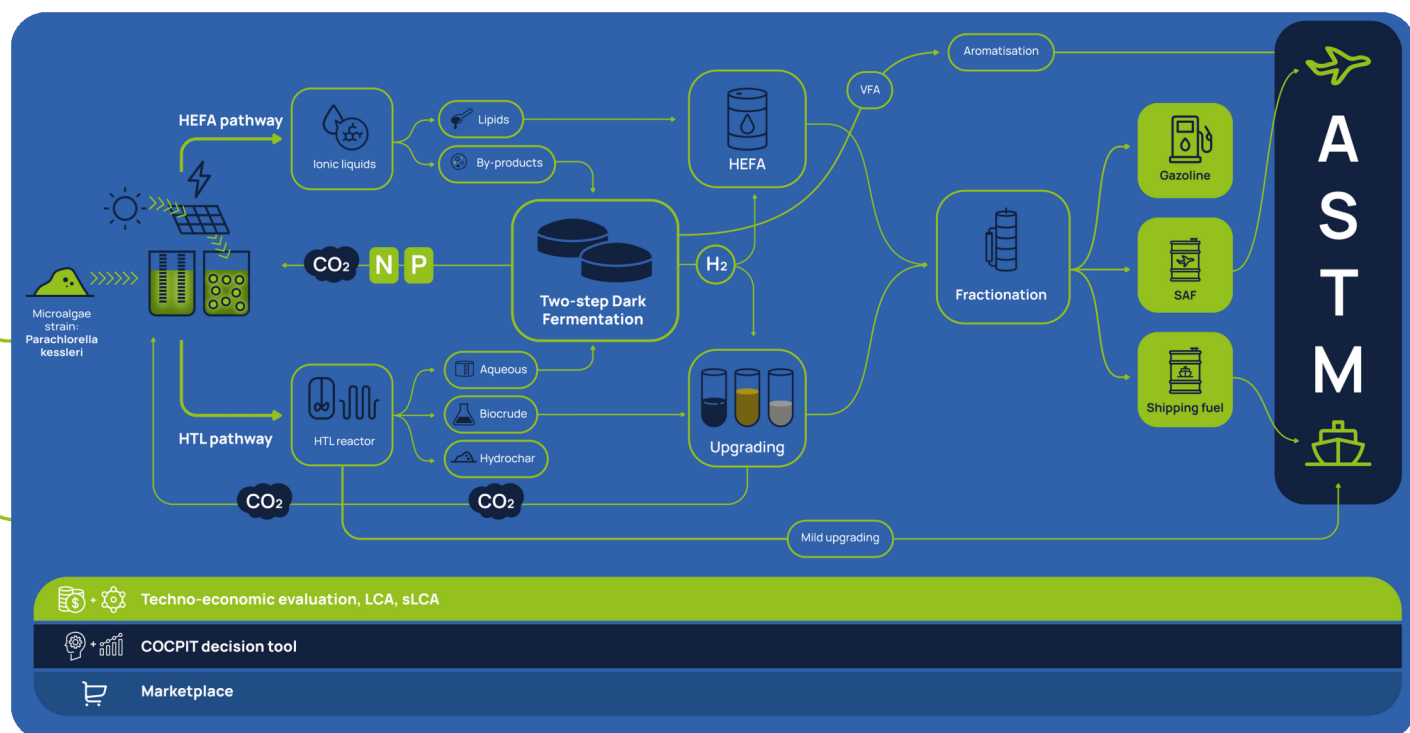 Aromatisation
VFA
HEFA pathway
Ionic liquids
Lipids
By-products
HEFA
Gazoline
A
S
T
M
CO₂
N
P
Two-step Dark
Fermentation
H₂
Fractionation
SAF
Microalgae
strain:
Parachlorella
kessleri
HTL pathway
HTL reactor
Aqueous
Biocrude
Hydrochar
Upgrading
Shipping fuel
CO₂
CO₂
Mild upgrading
$ + Techno-economic evaluation, LCA, sLCA
+ COCPIT decision tool
Marketplace